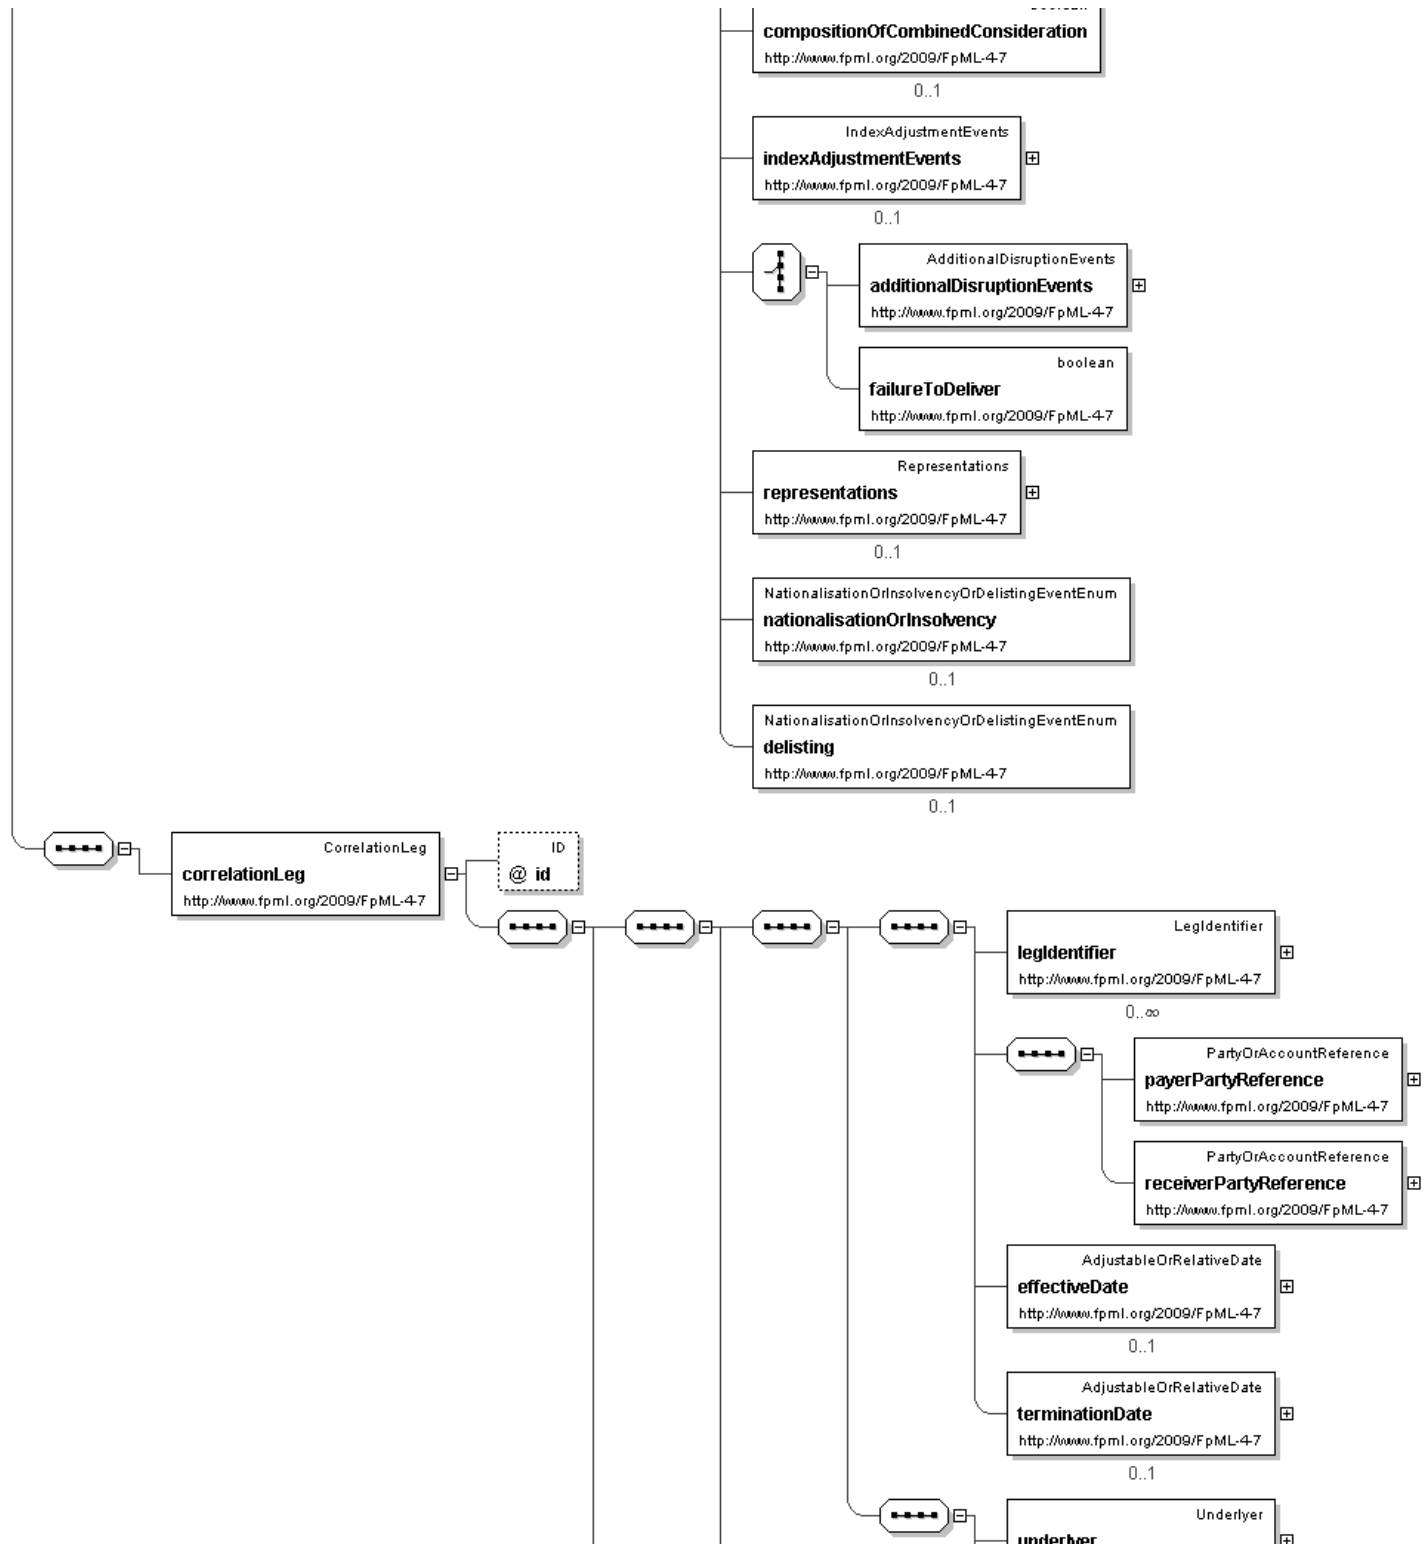 boolean
compositionOfCombinedConsideration
http://www.fpml.org/2009/FpML-4-7
0..1
IndexAdjustmentEvents
indexAdjustmentEvents
http://www.fpml.org/2009/FpML-4-7
0..1
AdditionalDisruptionEvents
additionalDisruptionEvents
http://www.fpml.org/2009/FpML-4-7
boolean
failureToDeliver
http://www.fpml.org/2009/FpML-4-7
Representations
representations
http://www.fpml.org/2009/FpML-4-7
0..1
NationalisationOrInsolvencyOrDelistingEventEnum
nationalisationOrInsolvency
http://www.fpml.org/2009/FpML-4-7
0..1
NationalisationOrInsolvencyOrDelistingEventEnum
delisting
http://www.fpml.org/2009/FpML-4-7
0..1
CorrelationLeg
correlationLeg
http://www.fpml.org/2009/FpML-4-7
ID
@ id
LegIdentifier
legIdentifier
http://www.fpml.org/2009/FpML-4-7
0..∞
PartyOrAccountReference
payerPartyReference
http://www.fpml.org/2009/FpML-4-7
PartyOrAccountReference
receiverPartyReference
http://www.fpml.org/2009/FpML-4-7
AdjustableOrRelativeDate
effectiveDate
http://www.fpml.org/2009/FpML-4-7
0..1
AdjustableOrRelativeDate
terminationDate
http://www.fpml.org/2009/FpML-4-7
0..1
Underlyer
underlyer